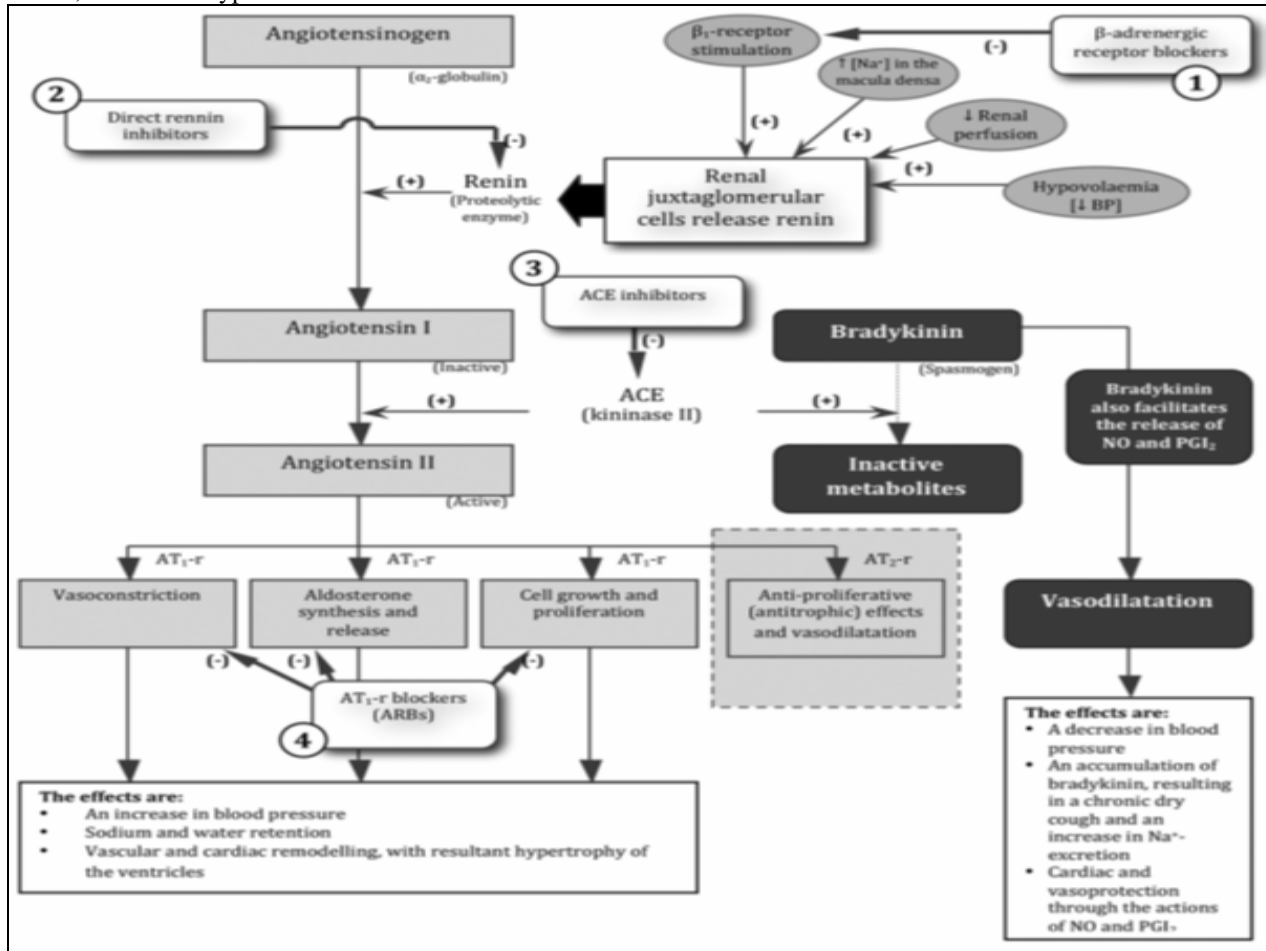 Angiotensinogen
(α₂-globulin)
β₁-receptor
stimulation
(-)
β-adrenergic
receptor blockers
1
↑ [Na⁺] in the
macula densa
2
Direct rennin
inhibitors
(-)
(+)
(+)
↓ Renal
perfusion
(+)
Renin
(Proteolytic
enzyme)
(+)
Renal
juxtaglomerular
cells release renin
(+)
Hypovolaemia
[↓ BP]
3
ACE inhibitors
(-)
Angiotensin I
(Inactive)
Bradykinin
(Spasmogen)
ACE
(kininase II)
(+)
(+)
Bradykinin
also facilitates
the release of
NO and PGI₂
Angiotensin II
(Active)
Inactive
metabolites
AT₁-r
AT₁-r
AT₁-r
AT₂-r
Vasoconstriction
Aldosterone
synthesis and
release
Cell growth and
proliferation
Anti-proliferative
(antitrophic) effects
and vasodilatation
Vasodilatation
(-)
(-)
(-)
AT₁-r blockers
(ARBs)
4
The effects are:
• An increase in blood pressure
• Sodium and water retention
• Vascular and cardiac remodelling, with resultant hypertrophy of
the ventricles
The effects are:
• A decrease in blood
pressure
• An accumulation of
bradykinin, resulting
in a chronic dry
cough and an
increase in Na⁺-
excretion
• Cardiac and
vasoprotection
through the actions
of NO and PGI₂